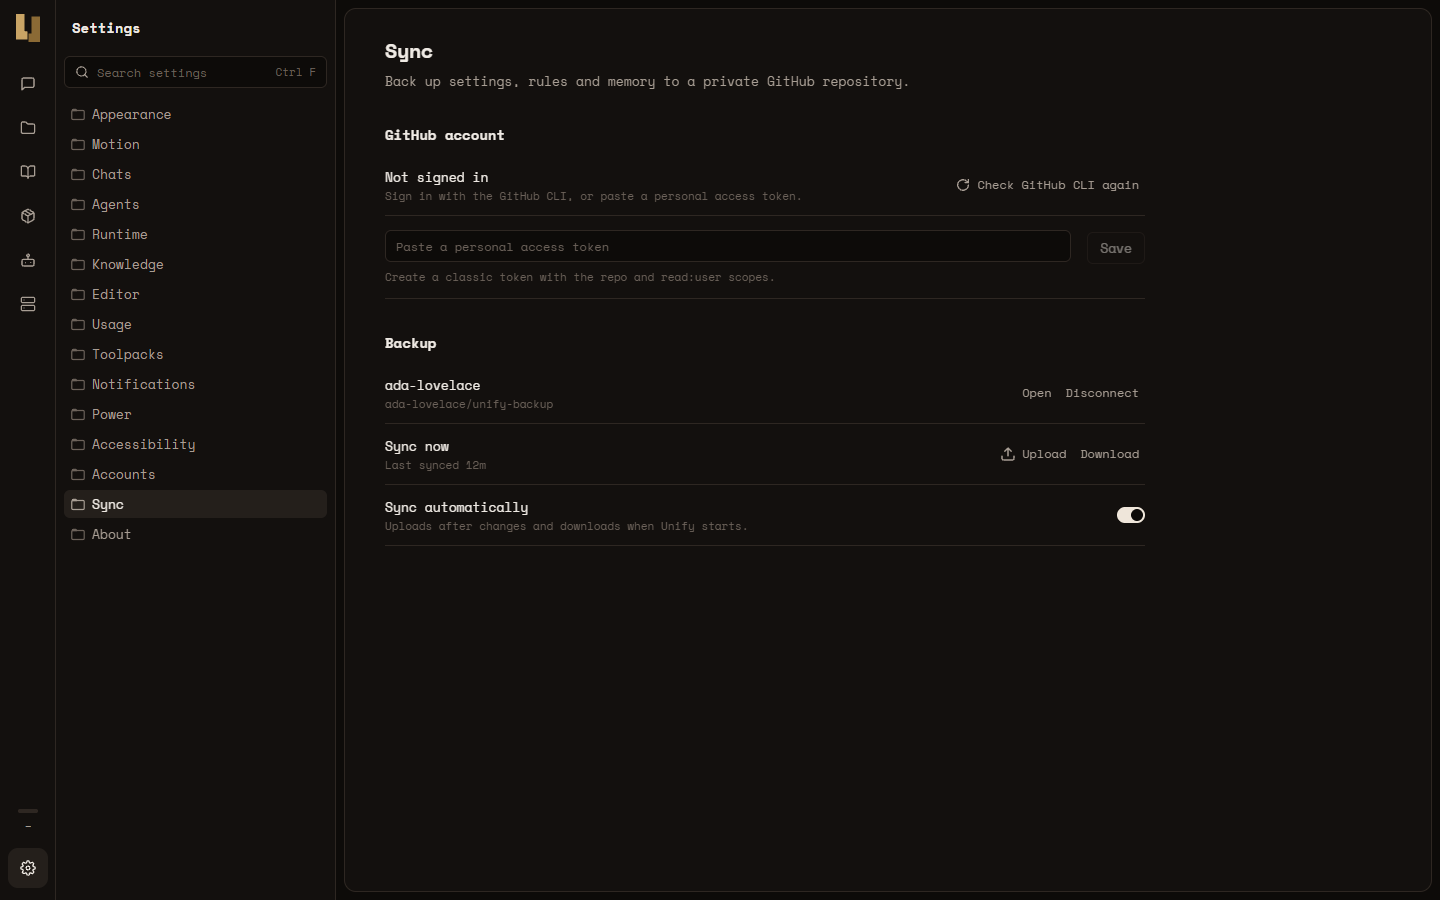 Settings
Search settings Ctrl F
Appearance
Motion
Chats
Agents
Runtime
Knowledge
Editor
Usage
Toolpacks
Notifications
Power
Accessibility
Accounts
Sync
About
Sync
Back up settings, rules and memory to a private GitHub repository.
GitHub account
Not signed in
Sign in with the GitHub CLI, or paste a personal access token.
Check GitHub CLI again
Paste a personal access token
Save
Create a classic token with the repo and read:user scopes.
Backup
ada-lovelace
ada-lovelace/unify-backup
Open Disconnect
Sync now
Last synced 12m
Upload Download
Sync automatically
Uploads after changes and downloads when Unify starts.